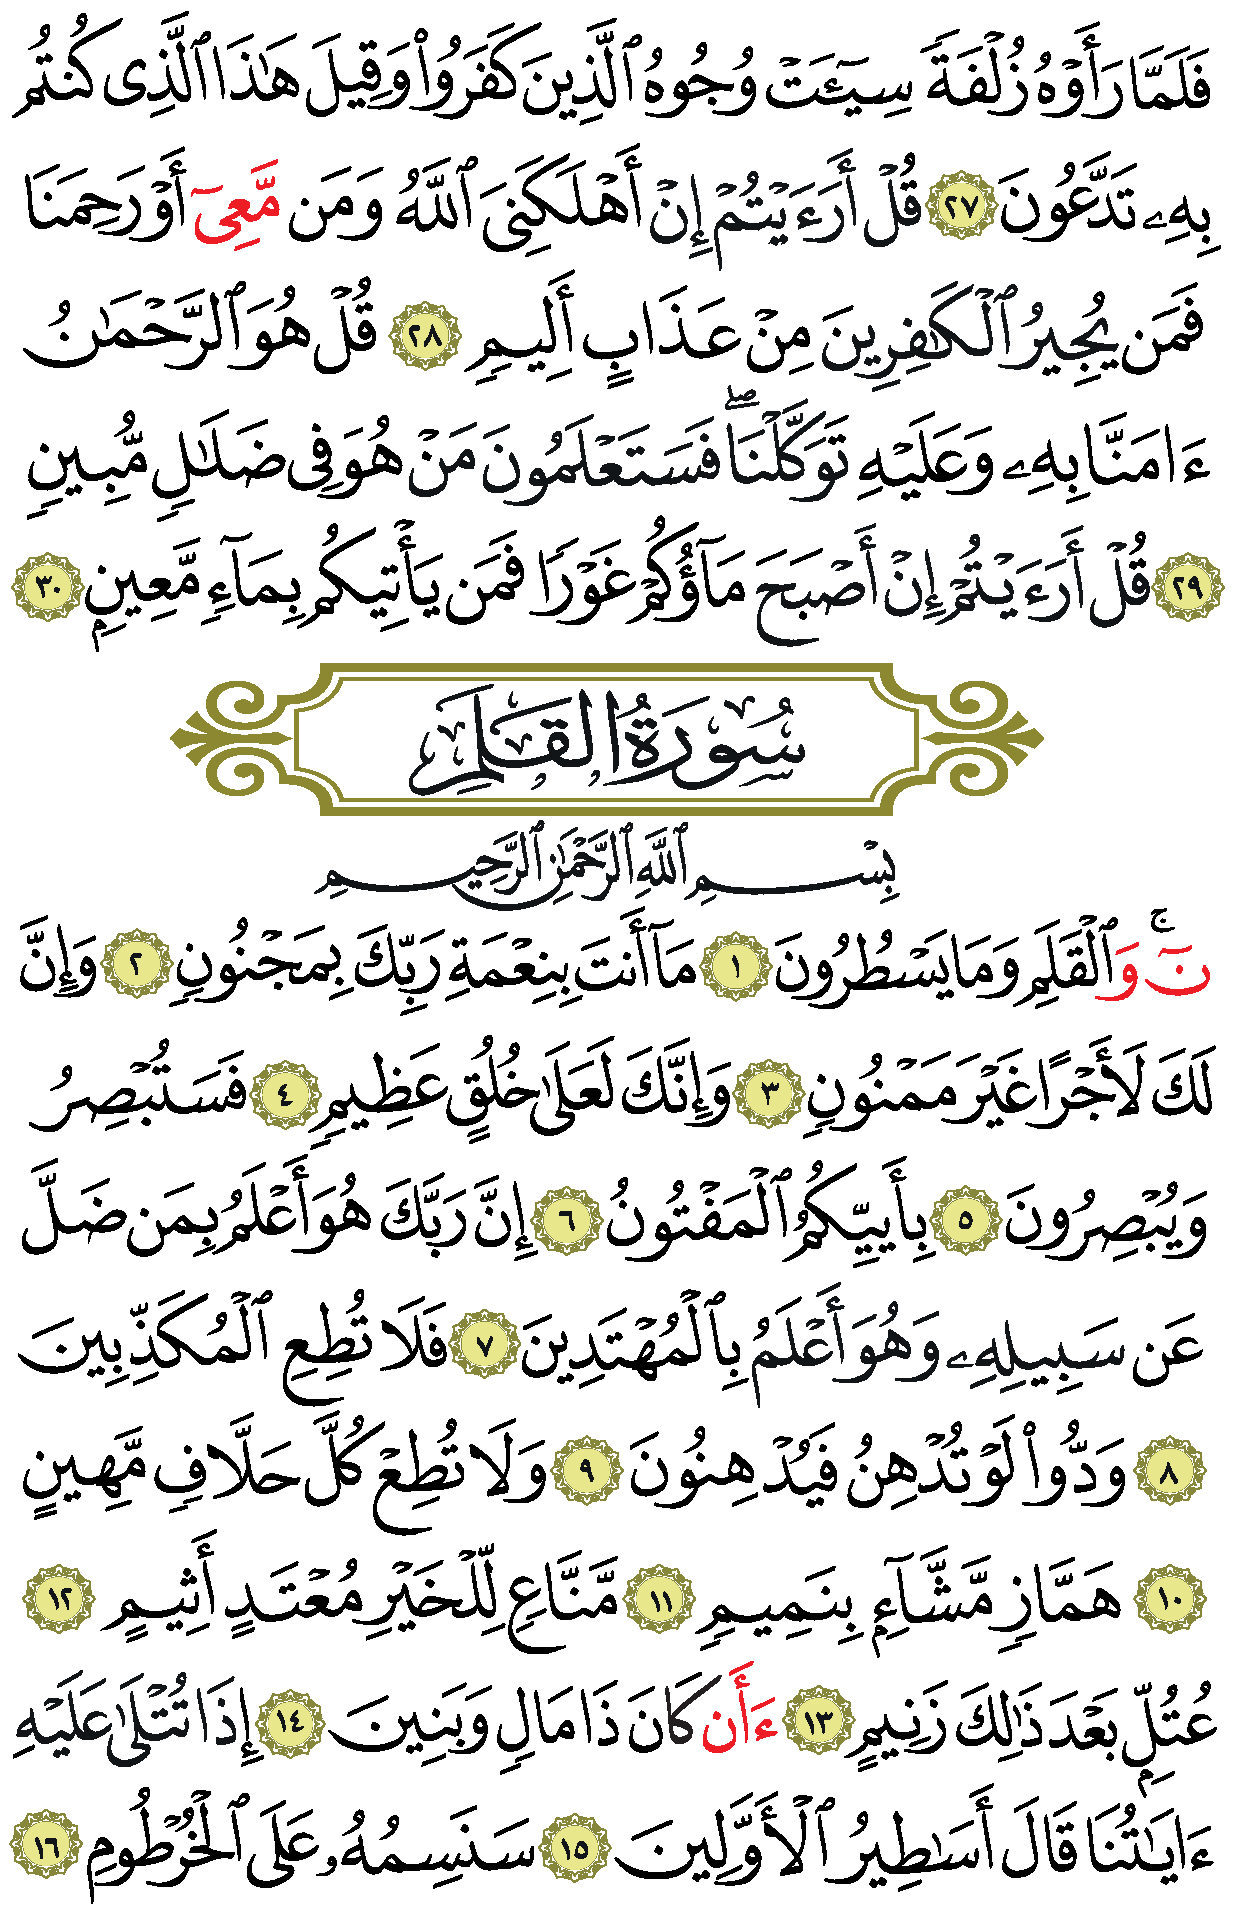 فَلَمَّا رَأَوْهُ زُلْفَةً سِيٓـَٔتْ وُجُوهُ ٱلَّذِينَ كَفَرُوا۟ وَقِيلَ هَـٰذَا ٱلَّذِى كُنتُم
بِهِۦ تَدَّعُونَ ٢٧ قُلْ أَرَءَيْتُمْ إِنْ أَهْلَكَنِىَ ٱللَّهُ وَمَن مَّعِىٓ أَوْ رَحِمَنَا
فَمَن يُجِيرُ ٱلْكَـٰفِرِينَ مِنْ عَذَابٍ أَلِيمٍ ٢٨ قُلْ هُوَ ٱلرَّحْمَـٰنُ
ءَامَنَّا بِهِۦ وَعَلَيْهِ تَوَكَّلْنَا ۖ فَسَتَعْلَمُونَ مَنْ هُوَ فِى ضَلَـٰلٍ مُّبِينٍ
٢٩ قُلْ أَرَءَيْتُمْ إِنْ أَصْبَحَ مَآؤُكُمْ غَوْرًا فَمَن يَأْتِيكُم بِمَآءٍ مَّعِينٍۭ ٣٠
سُورَةُ الْقَلَمِ
بِسْمِ ٱللَّهِ ٱلرَّحْمَـٰنِ ٱلرَّحِيمِ
نٓ ۚ وَٱلْقَلَمِ وَمَا يَسْطُرُونَ ١ مَآ أَنتَ بِنِعْمَةِ رَبِّكَ بِمَجْنُونٍ ٢ وَإِنَّ
لَكَ لَأَجْرًا غَيْرَ مَمْنُونٍ ٣ وَإِنَّكَ لَعَلَىٰ خُلُقٍ عَظِيمٍ ٤ فَسَتُبْصِرُ
وَيُبْصِرُونَ ٥ بِأَييِّكُمُ ٱلْمَفْتُونُ ٦ إِنَّ رَبَّكَ هُوَ أَعْلَمُ بِمَن ضَلَّ
عَن سَبِيلِهِۦ وَهُوَ أَعْلَمُ بِٱلْمُهْتَدِينَ ٧ فَلَا تُطِعِ ٱلْمُكَذِّبِينَ
٨ وَدُّوا۟ لَوْ تُدْهِنُ فَيُدْهِنُونَ ٩ وَلَا تُطِعْ كُلَّ حَلَّافٍ مَّهِينٍ
١٠ هَمَّازٍ مَّشَّآءٍۭ بِنَمِيمٍ ١١ مَّنَّاعٍ لِّلْخَيْرِ مُعْتَدٍ أَثِيمٍ ١٢
عُتُلٍّۭ بَعْدَ ذَٰلِكَ زَنِيمٍ ١٣ ءَأَن كَانَ ذَا مَالٍ وَبَنِينَ ١٤ إِذَا تُتْلَىٰ عَلَيْهِ
ءَايَـٰتُنَا قَالَ أَسَـٰطِيرُ ٱلْأَوَّلِينَ ١٥ سَنَسِمُهُۥ عَلَى ٱلْخُرْطُومِ ١٦